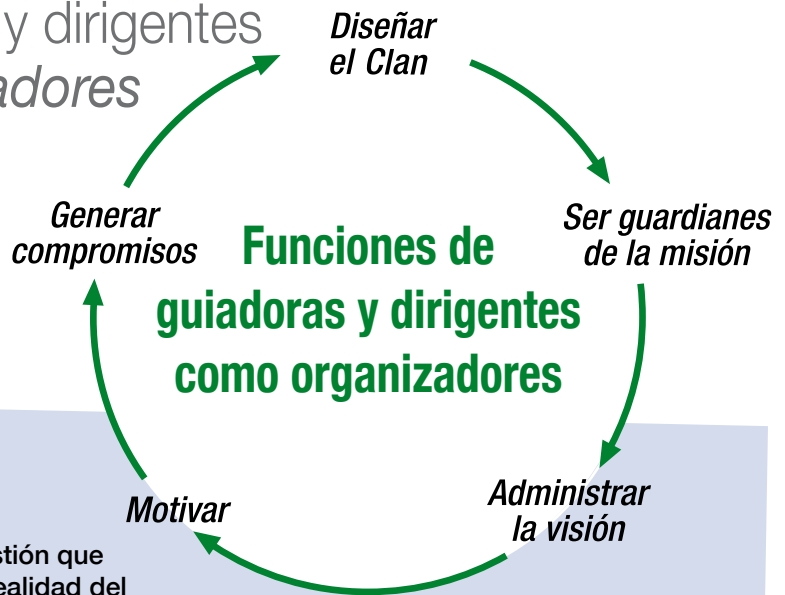 y dirigentes
adores
Diseñar
el Clan
Ser guardianes
de la misión
Administrar
la visión
Motivar
Generar
compromisos
Funciones de
guiadoras y dirigentes
como organizadores
stión que
ealidad del